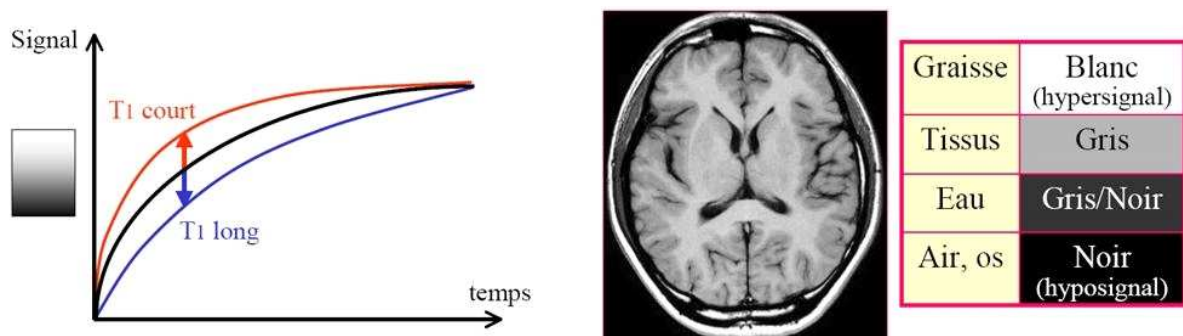 Signal
T1 court
T1 long
temps
Graisse
Blanc
(hypersignal)
Tissus
Gris
Eau
Gris/Noir
Air, os
Noir
(hyposignal)